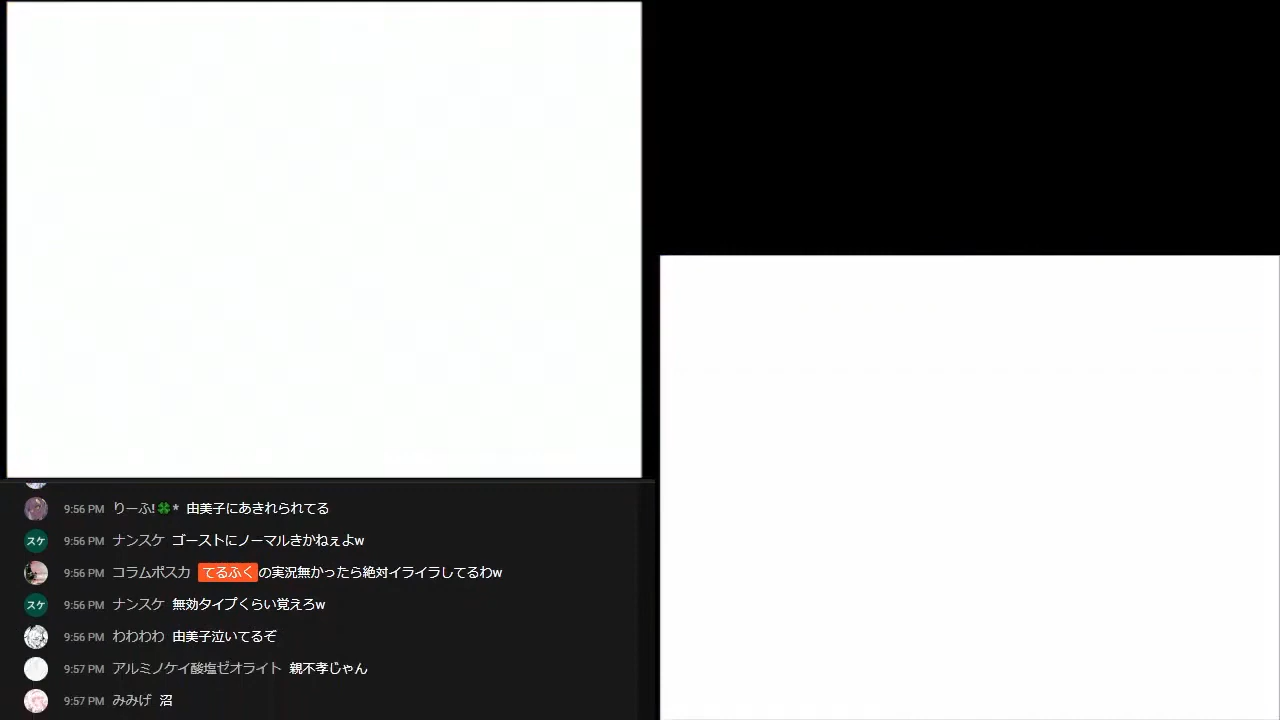 9:56 PM りーふ!🍀* 由美子にあきれられてる
スケ 9:56 PM ナンスケ ゴーストにノーマルきかねぇよw
9:56 PM コラムポスカ てるふくの実況無かったら絶対イライラしてるわw
スケ 9:56 PM ナンスケ 無効タイプくらい覚えろw
9:56 PM わわわわ 由美子泣いてるぞ
9:57 PM アルミノケイ酸塩ゼオライト 親不孝じゃん
9:57 PM みみげ 沼